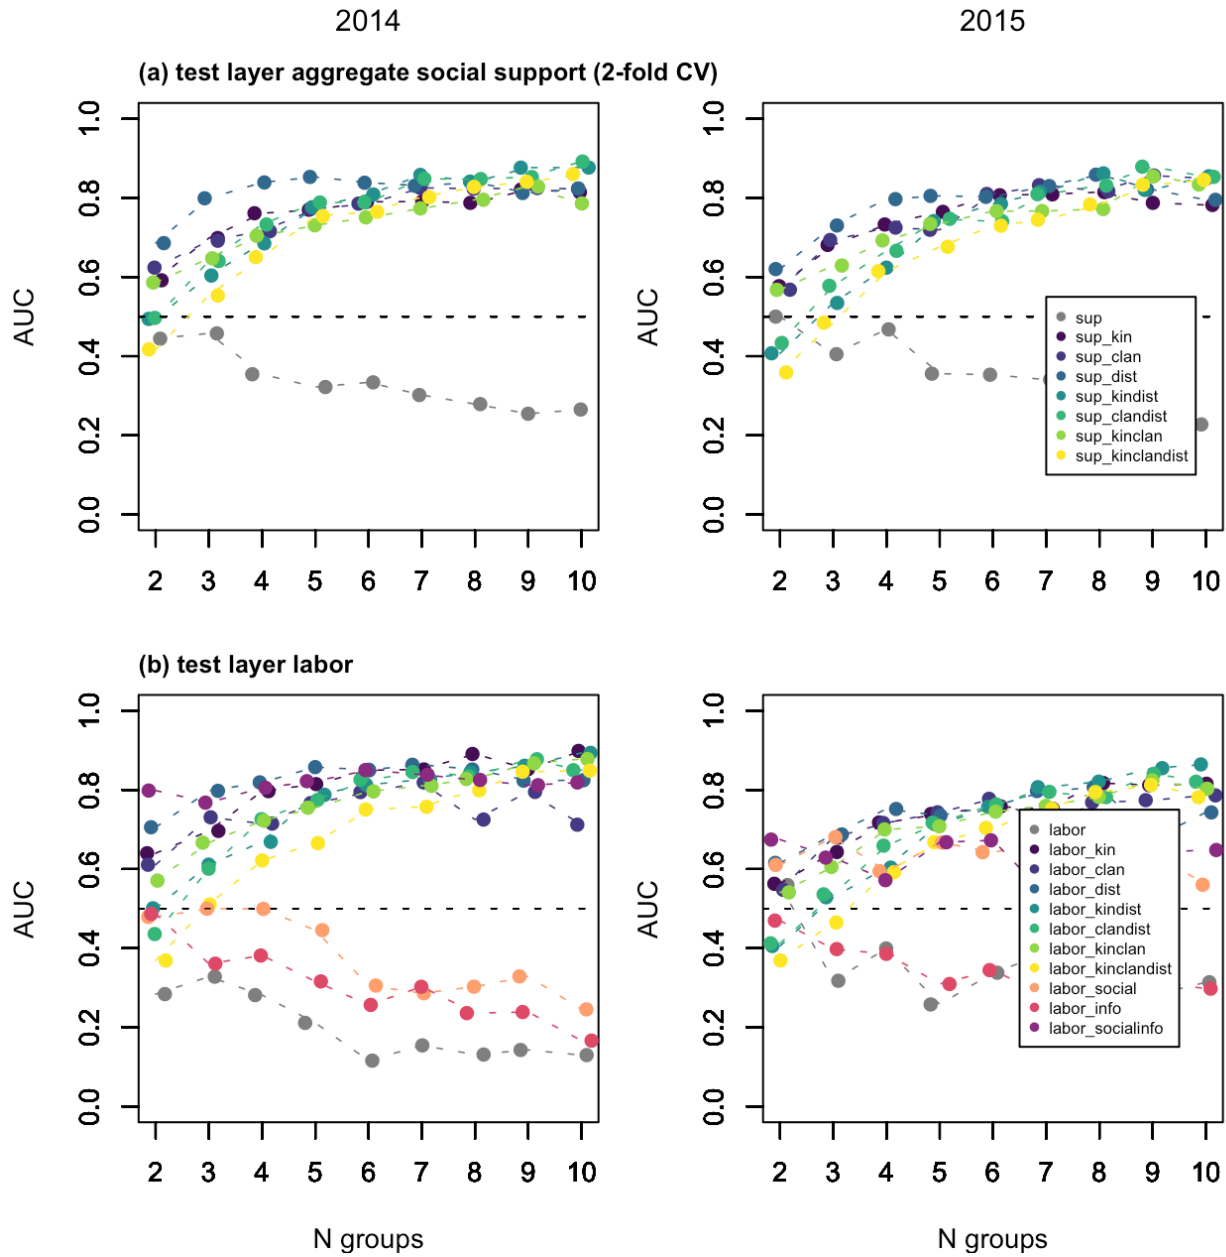 2014
2015
(a) test layer aggregate social support (2-fold CV)
AUC
1.0
0.8
0.6
0.4
0.2
0.0
2 3 4 5 6 7 8 9 10
AUC
1.0
0.8
0.6
0.4
0.2
0.0
sup
sup_kin
sup_clan
sup_dist
sup_kindist
sup_clandist
sup_kinclan
sup_kinclandist
2 3 4 5 6 7 8 9 10
(b) test layer labor
AUC
1.0
0.8
0.6
0.4
0.2
0.0
2 3 4 5 6 7 8 9 10
N groups
AUC
1.0
0.8
0.6
0.4
0.2
0.0
labor
labor_kin
labor_clan
labor_dist
labor_kindist
labor_clandist
labor_kinclan
labor_kinclandist
labor_social
labor_info
labor_socialinfo
2 3 4 5 6 7 8 9 10
N groups